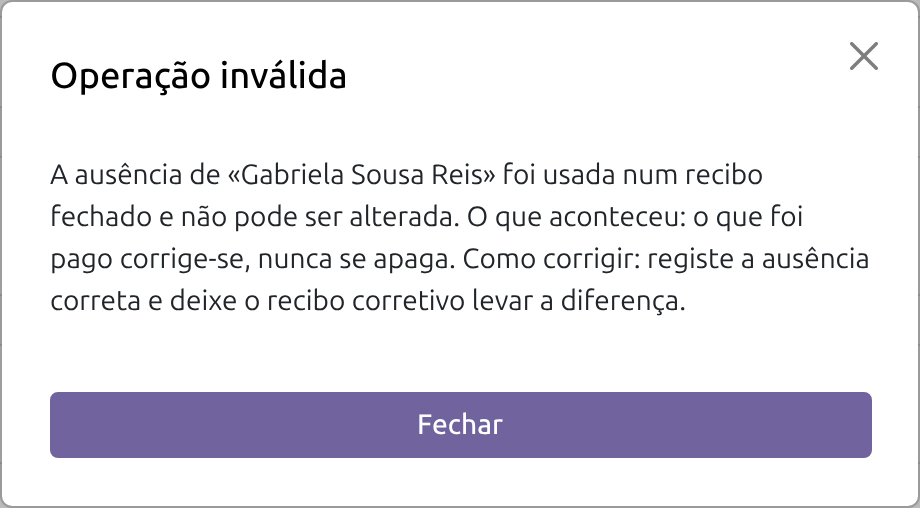 Operação inválida
A ausência de «Gabriela Sousa Reis» foi usada num recibo
fechado e não pode ser alterada. O que aconteceu: o que foi
pago corrige-se, nunca se apaga. Como corrigir: registe a ausência
correta e deixe o recibo corretivo levar a diferença.
Fechar